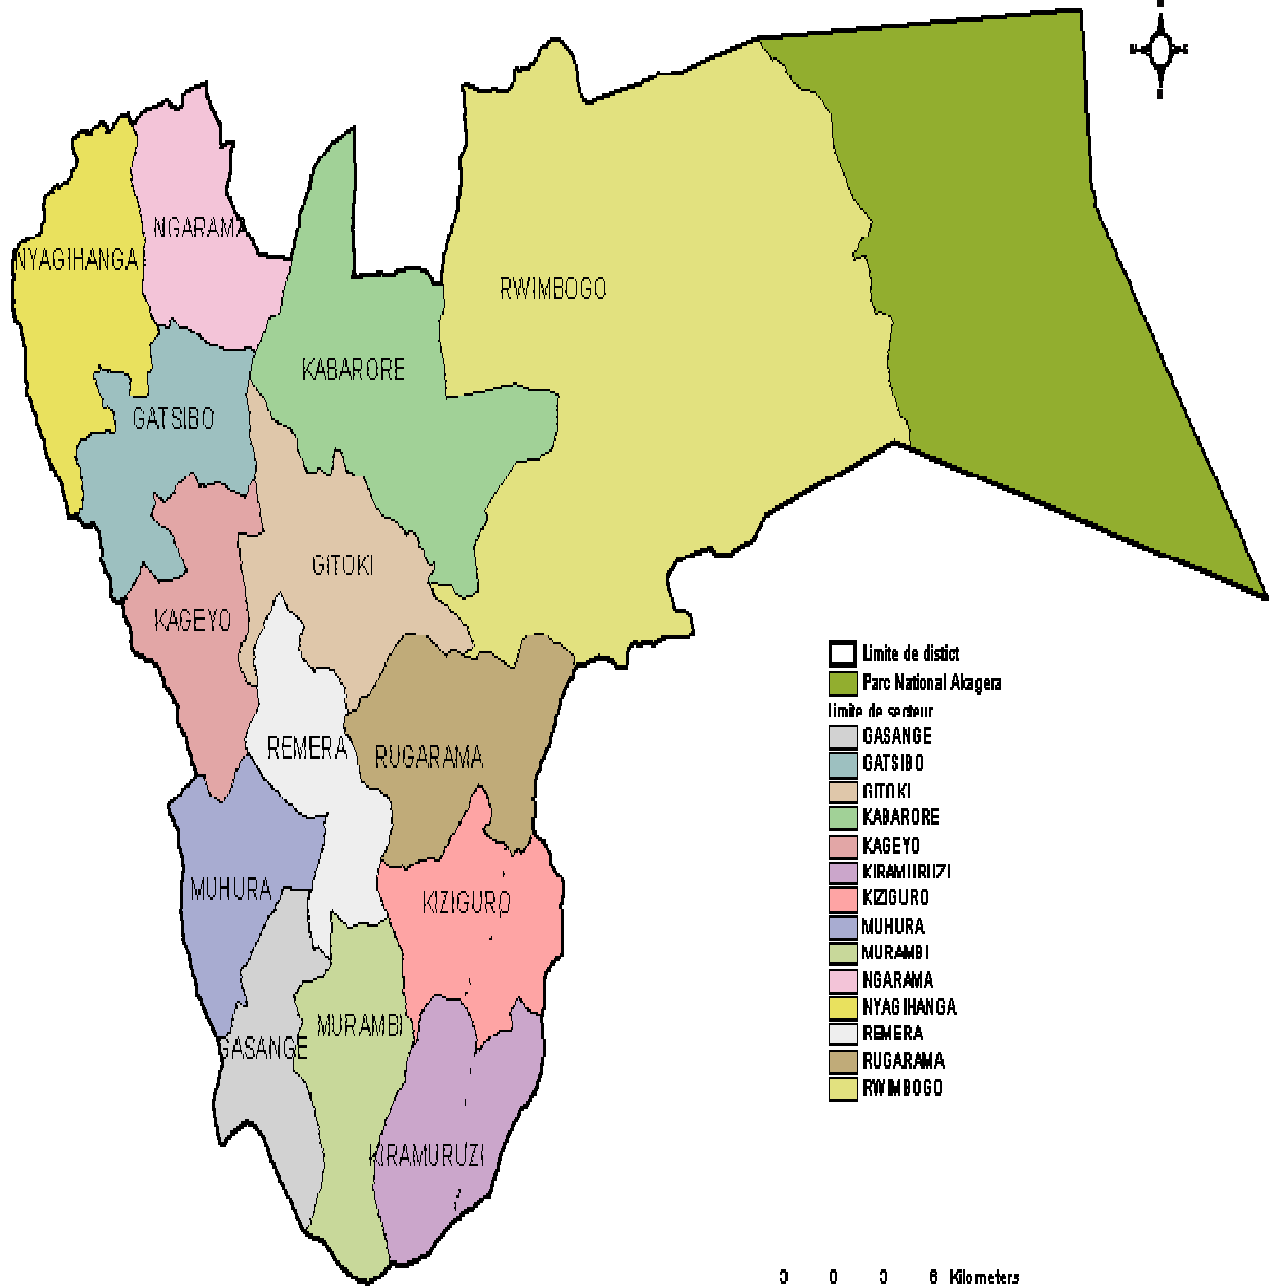 NGARAMA
NYAGIHANGA
RWIMBOGO
KABARORE
GATSIBO
GITOKI
KAGEYO
REMERA
RUGARAMA
MUHURA
KIZIGURO
MURAMBI
GASANGE
KIRAMURUZI
Limite de distict
Parc National Akagera
limite de secteur
GASANGE
GATSIBO
GITOKI
KABARORE
KAGEYO
KIRAMURUZI
KIZIGURO
MUHURA
MURAMBI
NGARAMA
NYAGIHANGA
REMERA
RUGARAMA
RWIMBOGO
Kilometers